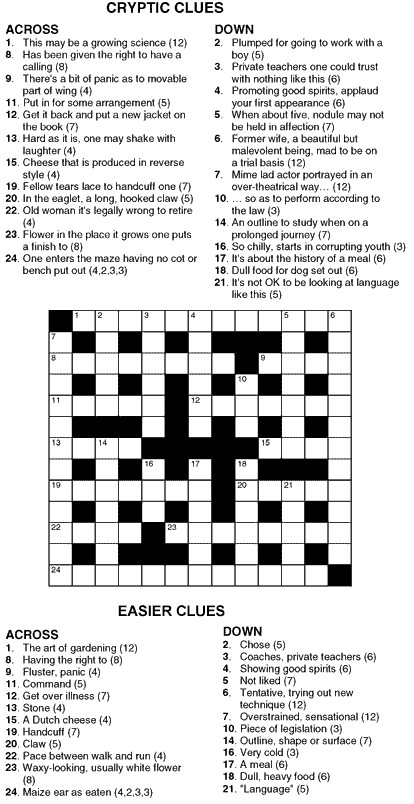 CRYPTIC CLUES
ACROSS
1. This may be a growing science (12)
8. Has been given the right to have a
calling (8)
9. There's a bit of panic as to movable
part of wing (4)
11. Put in for some arrangement (5)
12. Get it back and put a new jacket on
the book (7)
13. Hard as it is, one may shake with
laughter (4)
15. Cheese that is produced in reverse
style (4)
19. Fellow tears lace to handcuff one (7)
20. In the eaglet, a long, hooked claw (5)
22. Old woman it's legally wrong to retire
(4)
23. Flower in the place it grows one puts
a finish to (8)
24. One enters the maze having no cot or
bench put out (4,2,3,3)
DOWN
2. Plumped for going to work with a
boy (5)
3. Private teachers one could trust
with nothing like this (6)
4. Promoting good spirits, applaud
your first appearance (6)
5. When about five, nodule may not
be held in affection (7)
6. Former wife, a beautiful but
malevolent being, mad to be on
a trial basis (12)
7. Mime lad actor portrayed in an
over-theatrical way… (12)
10. … so as to perform according to
the law (3)
14. An outline to study when on a
prolonged journey (7)
16. So chilly, starts in corrupting youth (3)
17. It's about the history of a meal (6)
18. Dull food for dog set out (6)
21. It's not OK to be looking at language
like this (5)
1 2 3 4 5 6
7
8 9
10
11 12
13 14 15
16 17 18
19 20 21
22 23
24
EASIER CLUES
ACROSS
1. The art of gardening (12)
8. Having the right to (8)
9. Fluster, panic (4)
11. Command (5)
12. Get over illness (7)
13. Stone (4)
15. A Dutch cheese (4)
19. Handcuff (7)
20. Claw (5)
22. Pace between walk and run (4)
23. Waxy-looking, usually white flower
(8)
24. Maize ear as eaten (4,2,3,3)
DOWN
2. Chose (5)
3. Coaches, private teachers (6)
4. Showing good spirits (6)
5 Not liked (7)
6. Tentative, trying out new
technique (12)
7. Overstrained, sensational (12)
10. Piece of legislation (3)
14. Outline, shape or surface (7)
16. Very cold (3)
17. A meal (6)
18. Dull, heavy food (6)
21. "Language" (5)